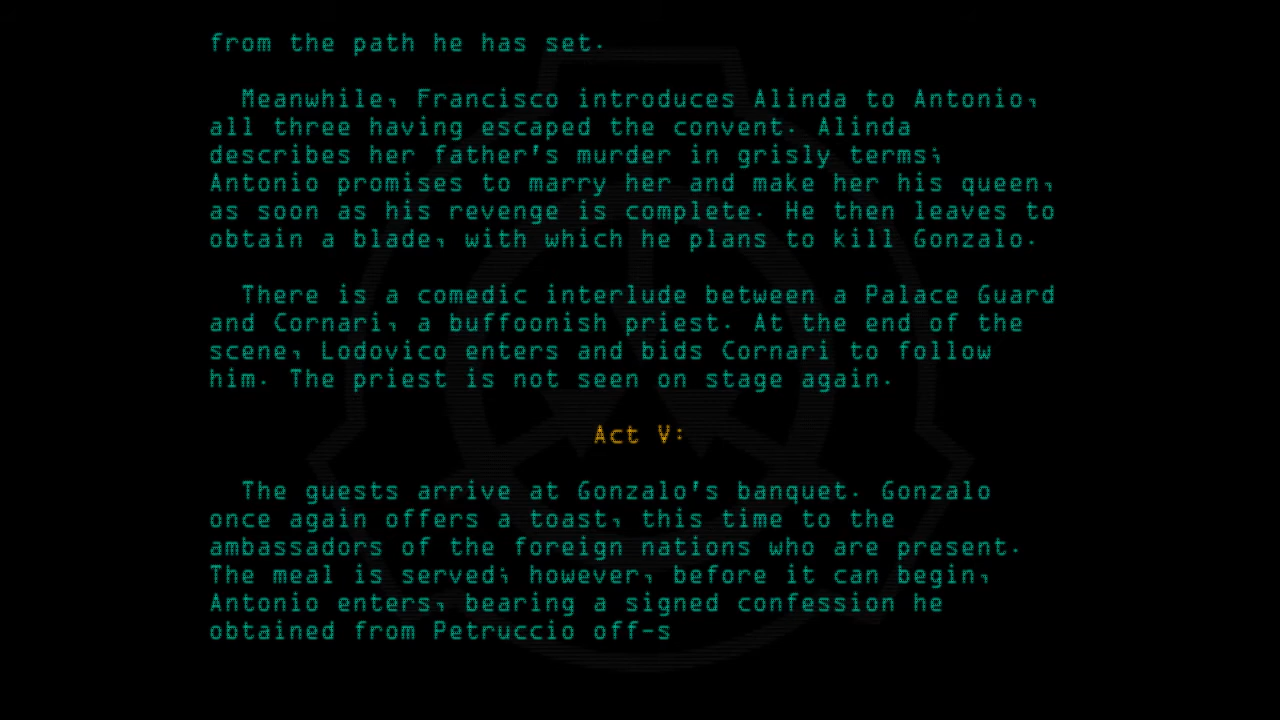 from the path he has set.
Meanwhile, Francisco introduces Alinda to Antonio,
all three having escaped the convent. Alinda
describes her father's murder in grisly terms;
Antonio promises to marry her and make her his queen,
as soon as his revenge is complete. He then leaves to
obtain a blade, with which he plans to kill Gonzalo.
There is a comedic interlude between a Palace Guard
and Cornari, a buffoonish priest. At the end of the
scene, Lodovico enters and bids Cornari to follow
him. The priest is not seen on stage again.
Act V:
The guests arrive at Gonzalo's banquet. Gonzalo
once again offers a toast, this time to the
ambassadors of the foreign nations who are present.
The meal is served; however, before it can begin,
Antonio enters, bearing a signed confession he
obtained from Petruccio off-s